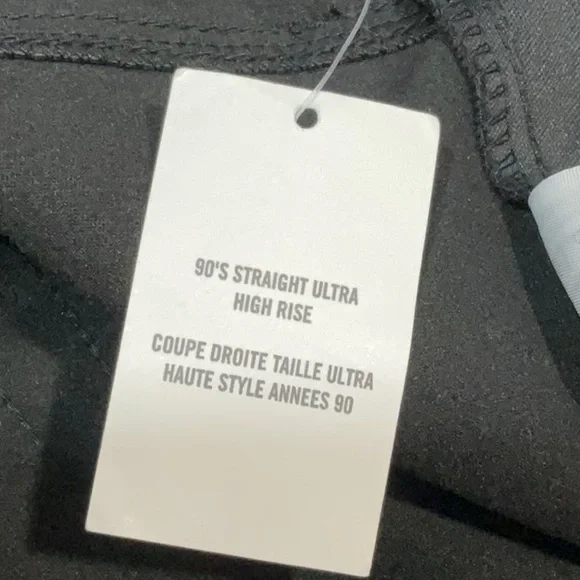 90'S STRAIGHT ULTRA
HIGH RISE
COUPE DROITE TAILLE ULTRA
HAUTE STYLE ANNEES 90